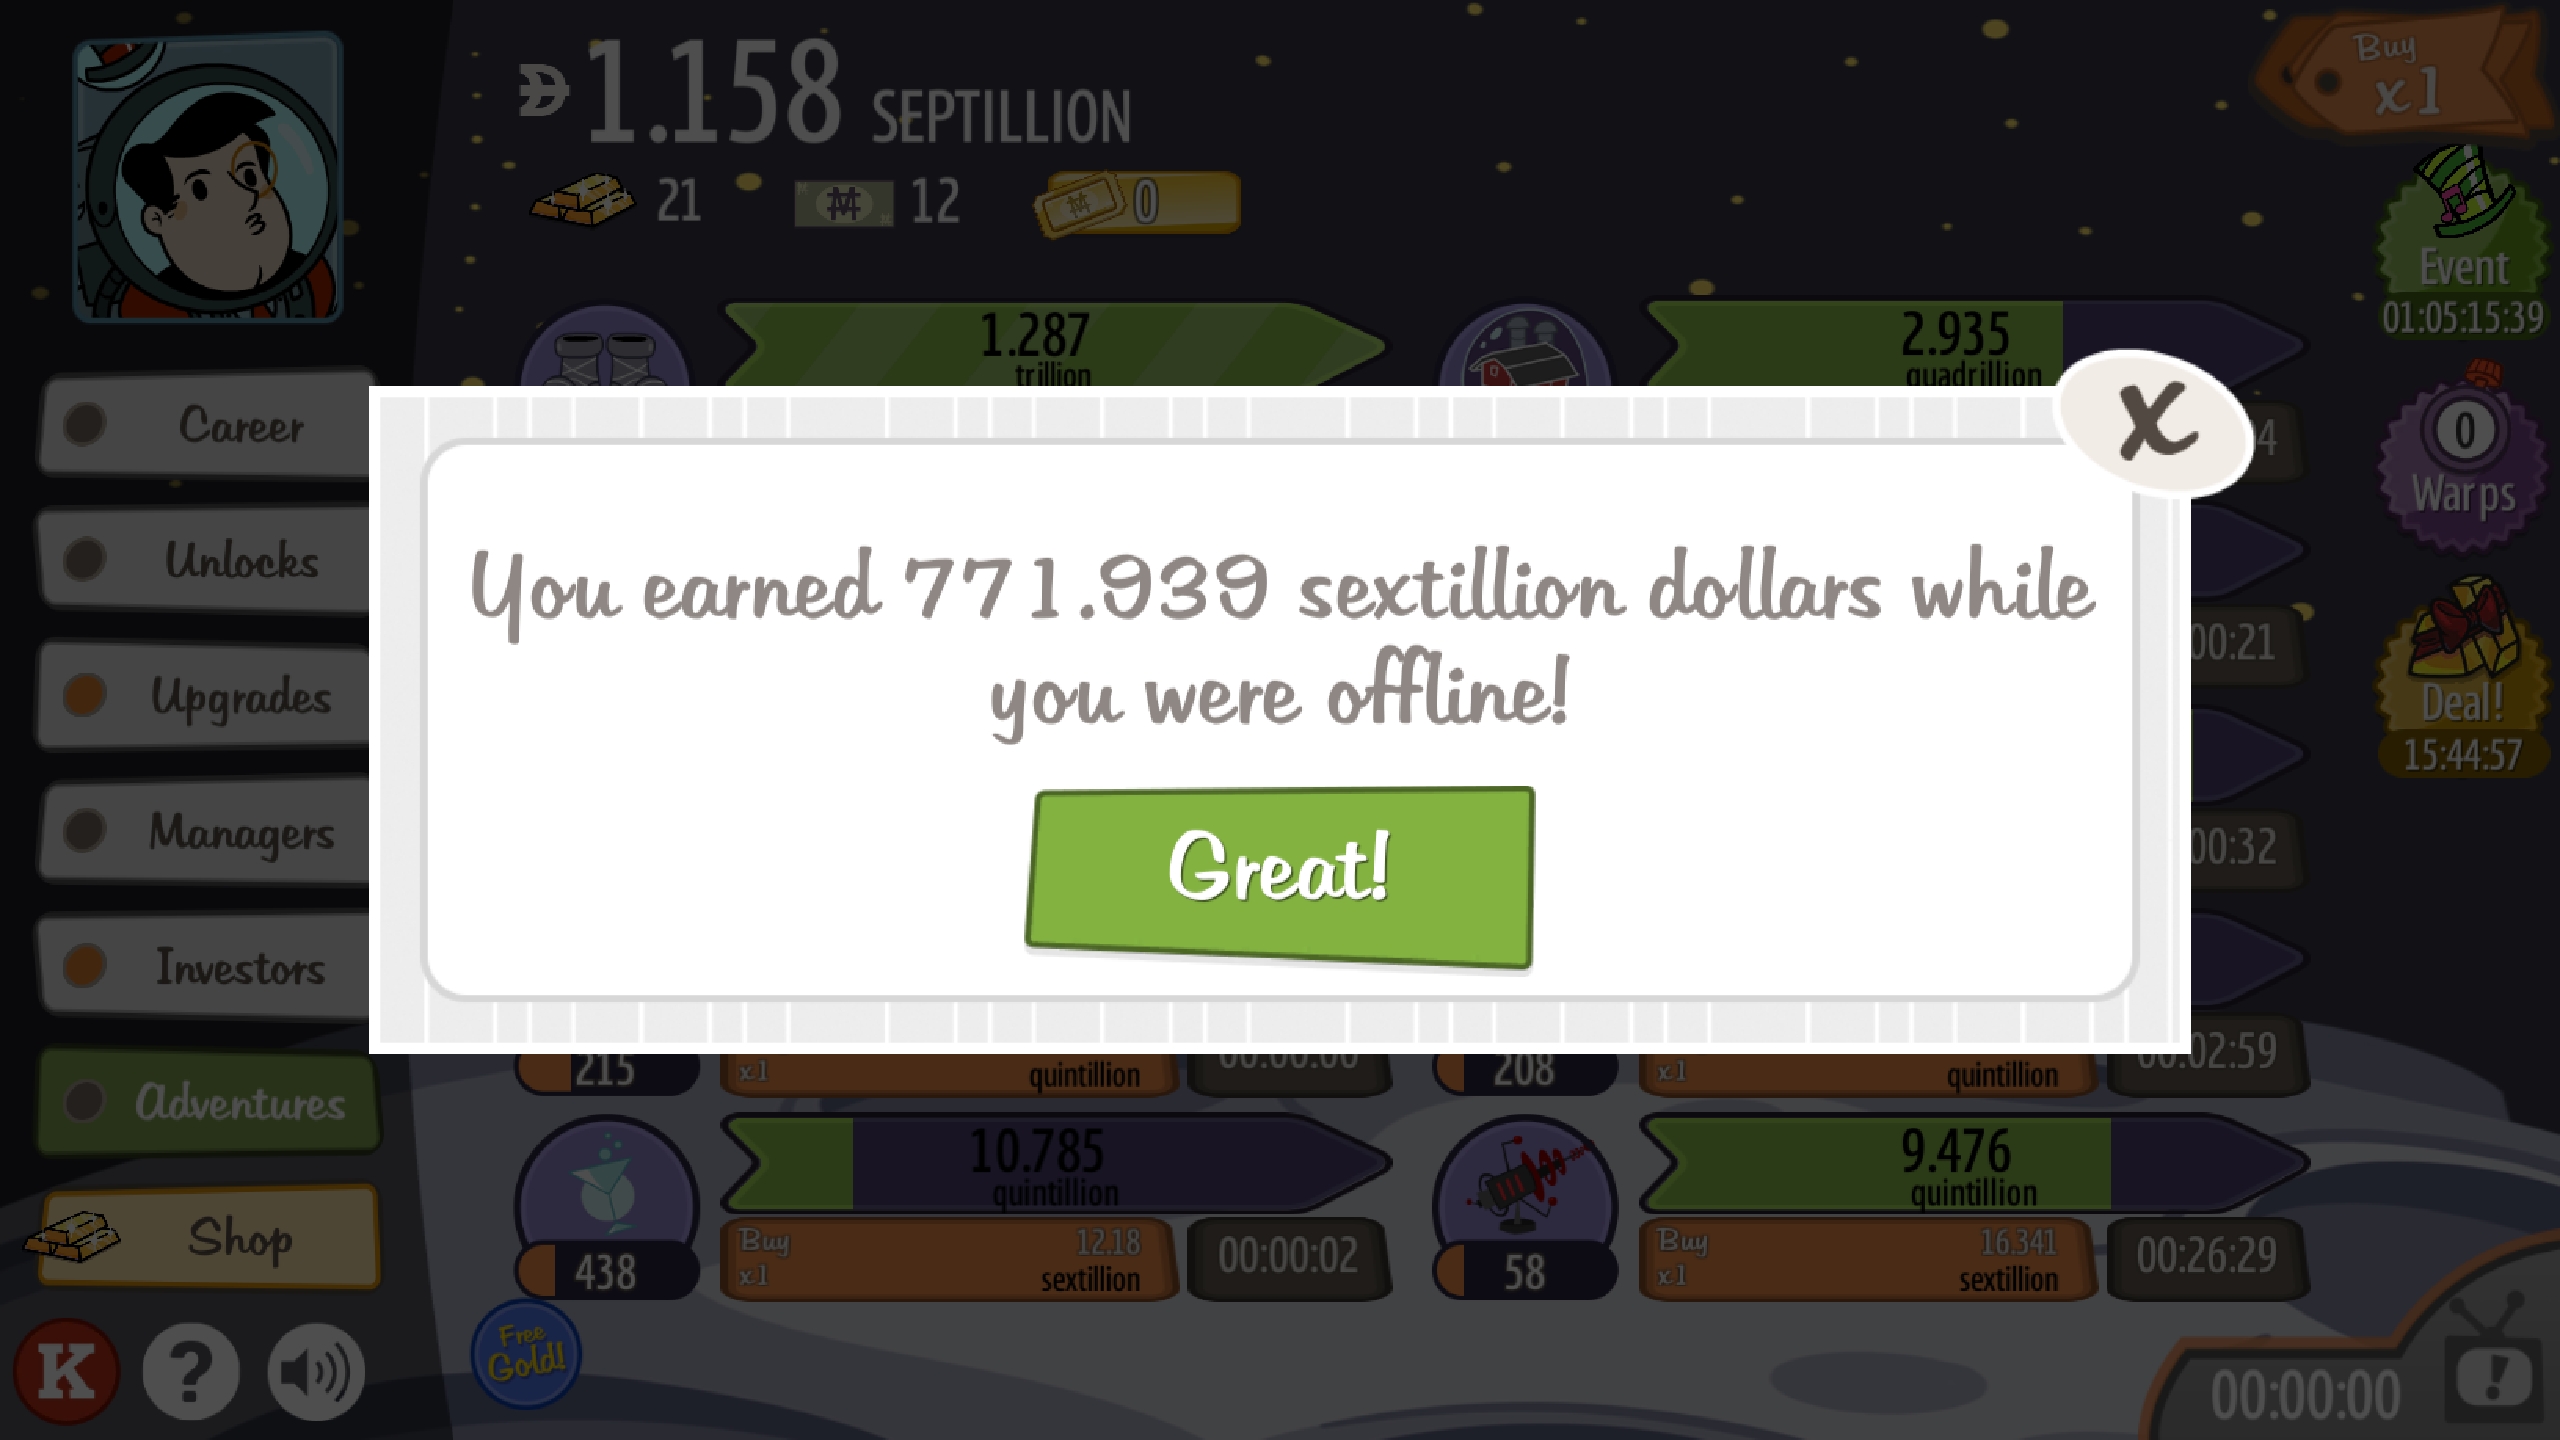 1.158 SEPTILLION
21
12
0
Buy
x1
Event
01:05:15:39
0
Warps
Deal!
15:44:57
Career
Unlocks
Upgrades
Managers
Investors
Adventures
Shop
K
?
1.287
trillion
2.935
quadrillion
4
00:21
00:32
X
You earned 771.939 sextillion dollars while
you were offline!
Great!
215
x1
quintillion
208
x1
quintillion
00:02:59
10.785
quintillion
438
Buy
x1
12.18
sextillion
00:00:02
9.476
quintillion
58
Buy
x1
16.341
sextillion
00:26:29
Free
Gold!
00:00:00
!